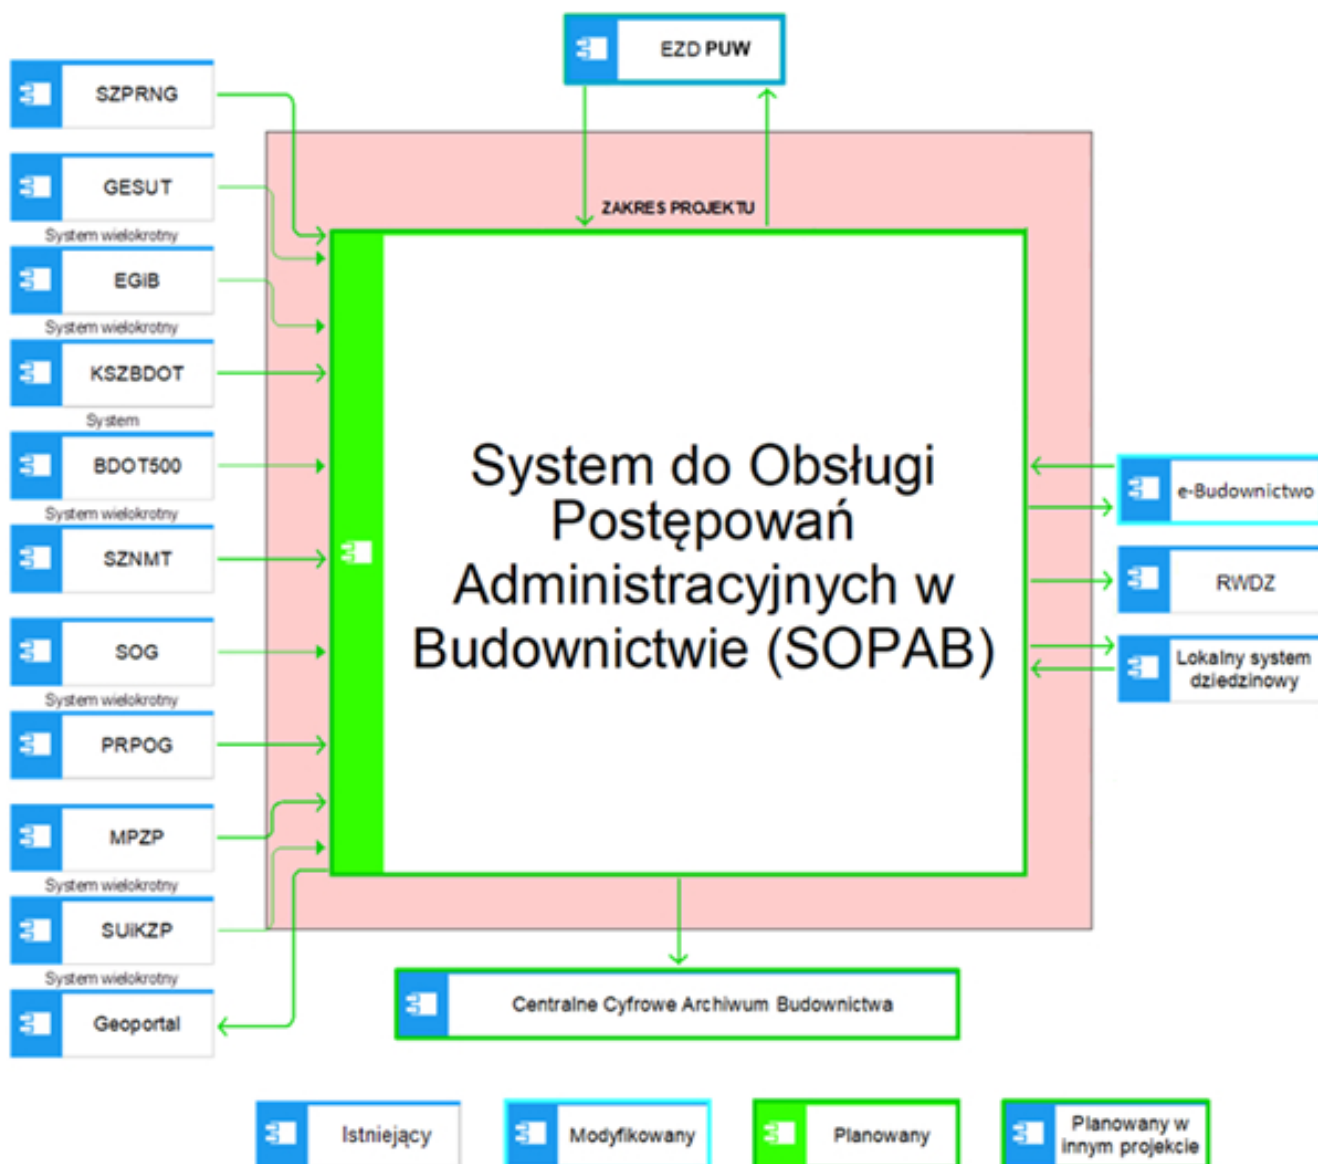 EZD PUW
SZPRNG
GESUT
System wielokrotny
EGiB
System wielokrotny
KSZBDOT
System
BDOT500
System wielokrotny
SZNMT
SOG
System wielokrotny
PRPOG
MPZP
System wielokrotny
SUiKZP
System wielokrotny
Geoportal
ZAKRES PROJEKTU
System do Obsługi
Postępowań
Administracyjnych w
Budownictwie (SOPAB)
e-Budownictwo
RWDZ
Lokalny system
dziedzinowy
Centralne Cyfrowe Archiwum Budownictwa
Istniejący
Modyfikowany
Planowany
Planowany w
innym projekcie